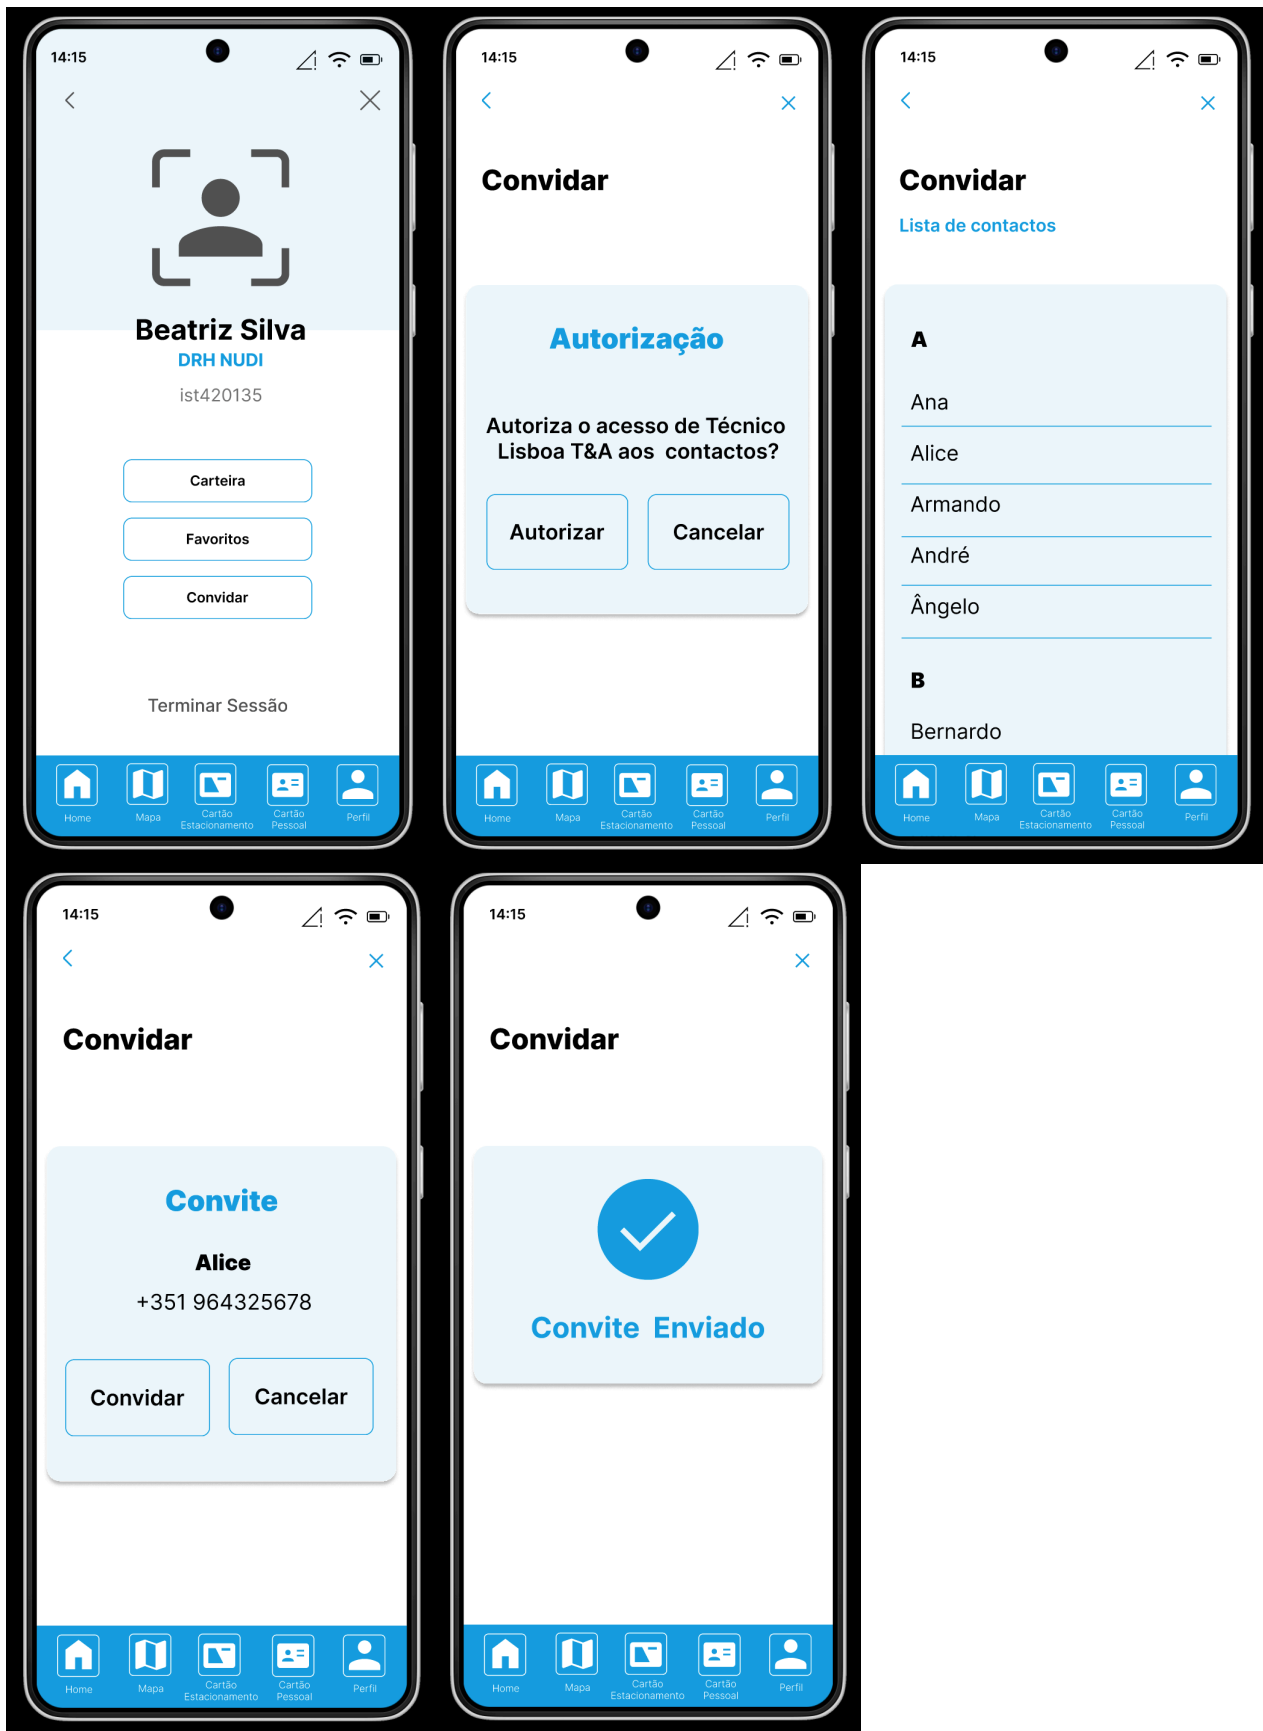 14:15
Beatriz Silva
DRH NUDI
ist420135
Carteira
Favoritos
Convidar
Terminar Sessão
Home
Mapa
Cartão
Estacionamento
Cartão
Pessoal
Perfil
14:15
Convidar
Autorização
Autoriza o acesso de Técnico
Lisboa T&A aos contactos?
Autorizar
Cancelar
Home
Mapa
Cartão
Estacionamento
Cartão
Pessoal
Perfil
14:15
Convidar
Lista de contactos
A
Ana
Alice
Armando
André
Ângelo
B
Bernardo
Home
Mapa
Cartão
Estacionamento
Cartão
Pessoal
Perfil
14:15
Convidar
Convite
Alice
+351 964325678
Convidar
Cancelar
Home
Mapa
Cartão
Estacionamento
Cartão
Pessoal
Perfil
14:15
Convidar
Convite Enviado
Home
Mapa
Cartão
Estacionamento
Cartão
Pessoal
Perfil